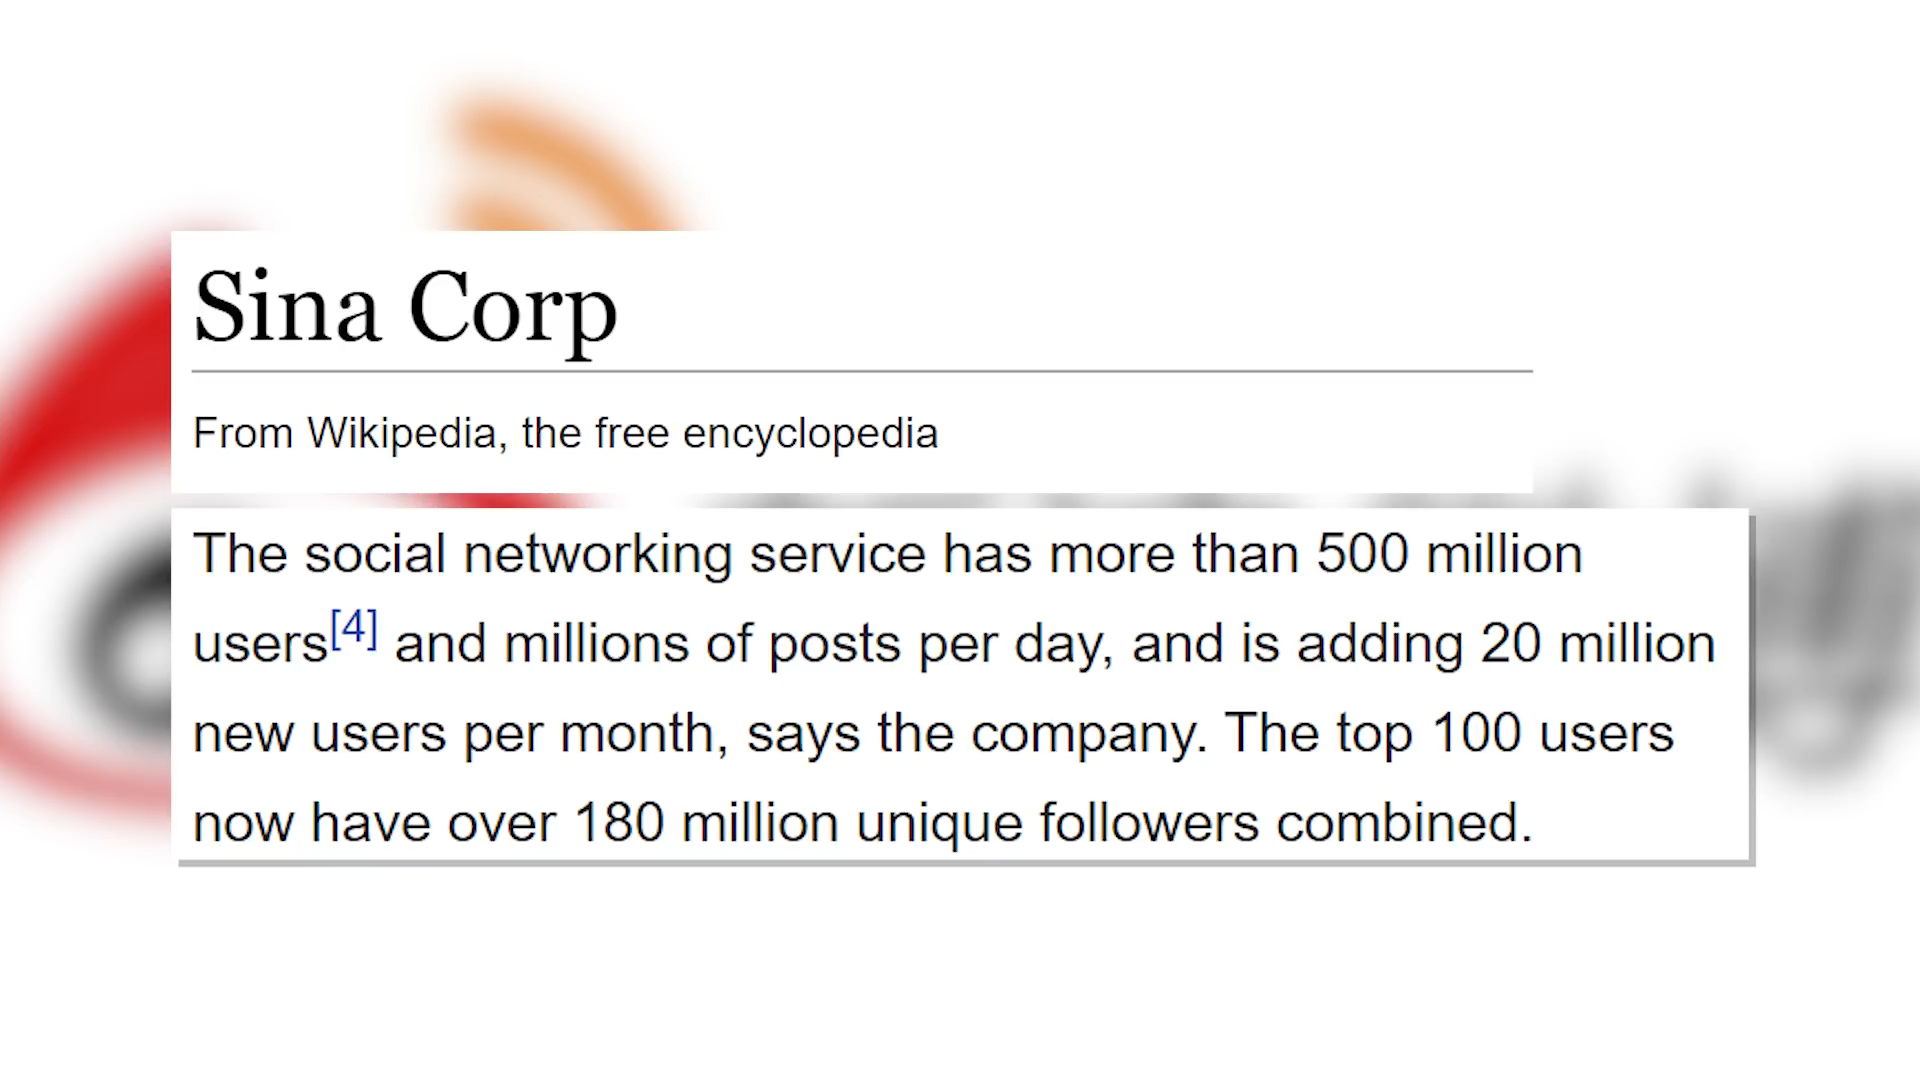 Sina Corp
From Wikipedia, the free encyclopedia
The social networking service has more than 500 million
users[4] and millions of posts per day, and is adding 20 million
new users per month, says the company. The top 100 users
now have over 180 million unique followers combined.